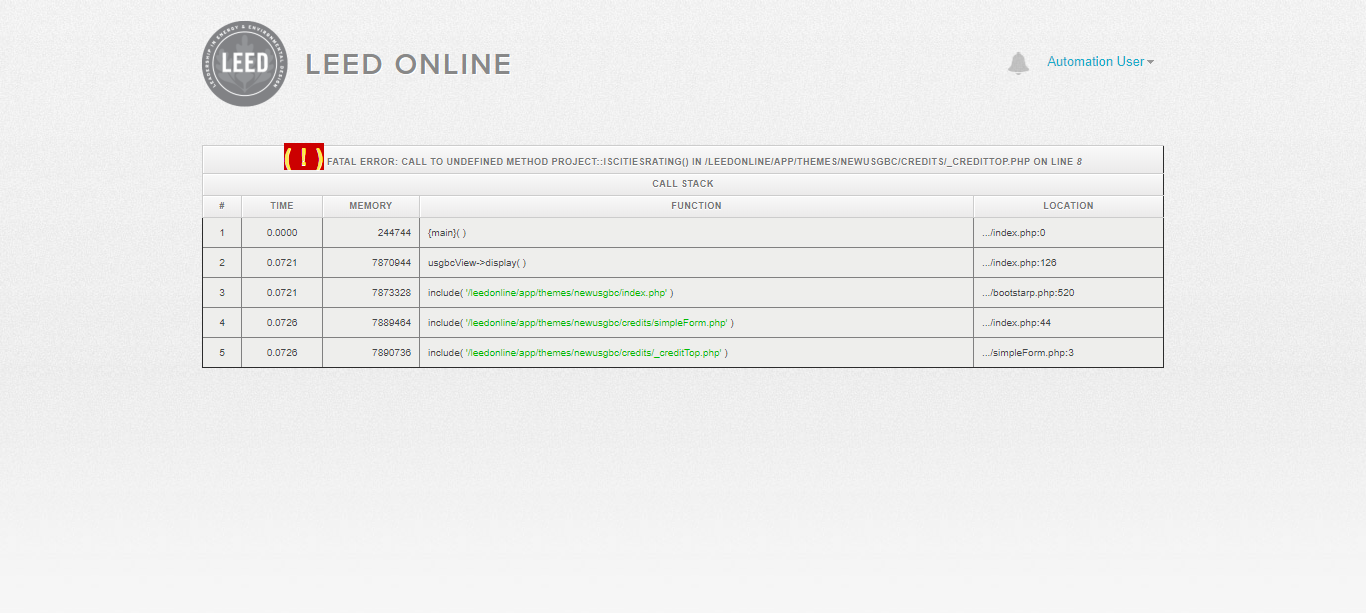 LEADERSHIP IN ENERGY & ENVIRONMENTAL DESIGN
LEED
LEED ONLINE
Automation User
( ! ) FATAL ERROR: CALL TO UNDEFINED METHOD PROJECT::ISCITIESRATING() IN /LEEDONLINE/APP/THEMES/NEWUSGBC/CREDITS/_CREDITTOP.PHP ON LINE 8
CALL STACK
# TIME MEMORY FUNCTION LOCATION
1 0.0000 244744 {main}( ) .../index.php:0
2 0.0721 7870944 usgbcView->display( ) .../index.php:126
3 0.0721 7873328 include( '/leedonline/app/themes/newusgbc/index.php' ) .../bootstarp.php:520
4 0.0726 7889464 include( '/leedonline/app/themes/newusgbc/credits/simpleForm.php' ) .../index.php:44
5 0.0726 7890736 include( '/leedonline/app/themes/newusgbc/credits/_creditTop.php' ) .../simpleForm.php:3